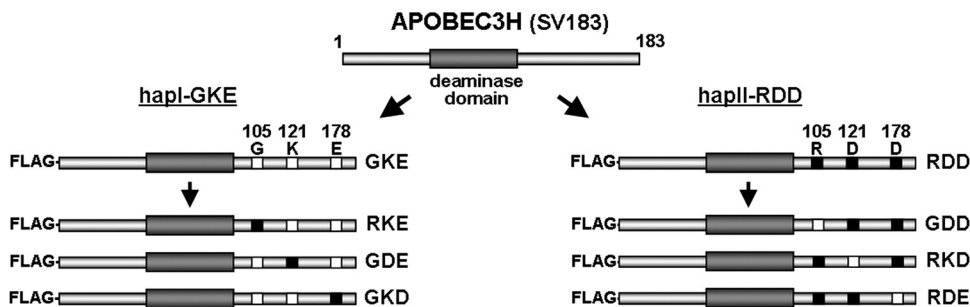 APOBEC3H (SV183)
1 183
deaminase
domain
hapI-GKE
105 121 178
G K E
FLAG- GKE
FLAG- RKE
FLAG- GDE
FLAG- GKD
hapII-RDD
105 121 178
R D D
FLAG- RDD
FLAG- GDD
FLAG- RKD
FLAG- RDE